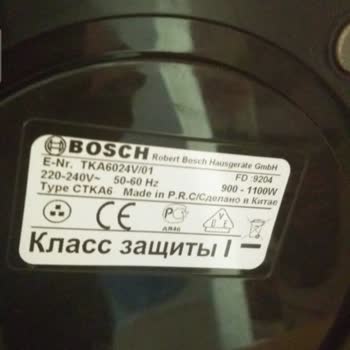 BOSCH Robert Bosch Hausgeräte GmbH
E-Nr. TKA6024V/01 FD :9204
220-240V~ 50-60 Hz 900 - 1100W
Type CTKA6 Made in P.R.C/Сделано в Китае
Класс защиты I